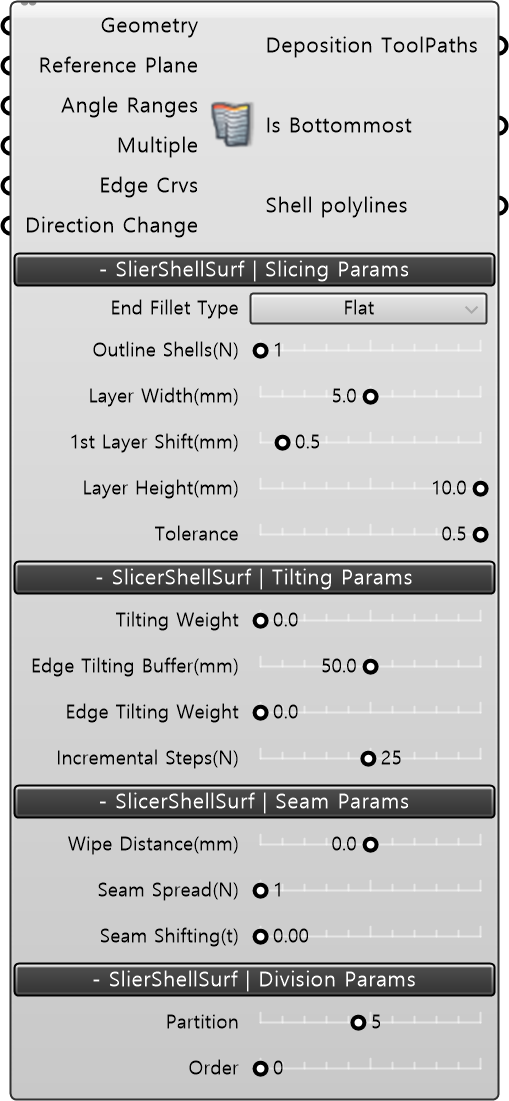 Geometry
Reference Plane
Angle Ranges
Multiple
Edge Crvs
Direction Change
Deposition ToolPaths
Is Bottommost
Shell polylines
- SlierShellSurf | Slicing Params
End Fillet Type Flat
Outline Shells(N) 1
Layer Width(mm) 5.0
1st Layer Shift(mm) 0.5
Layer Height(mm) 10.0
Tolerance 0.5
- SlicerShellSurf | Tilting Params
Tilting Weight 0.0
Edge Tilting Buffer(mm) 50.0
Edge Tilting Weight 0.0
Incremental Steps(N) 25
- SlicerShellSurf | Seam Params
Wipe Distance(mm) 0.0
Seam Spread(N) 1
Seam Shifting(t) 0.00
- SlierShellSurf | Division Params
Partition 5
Order 0